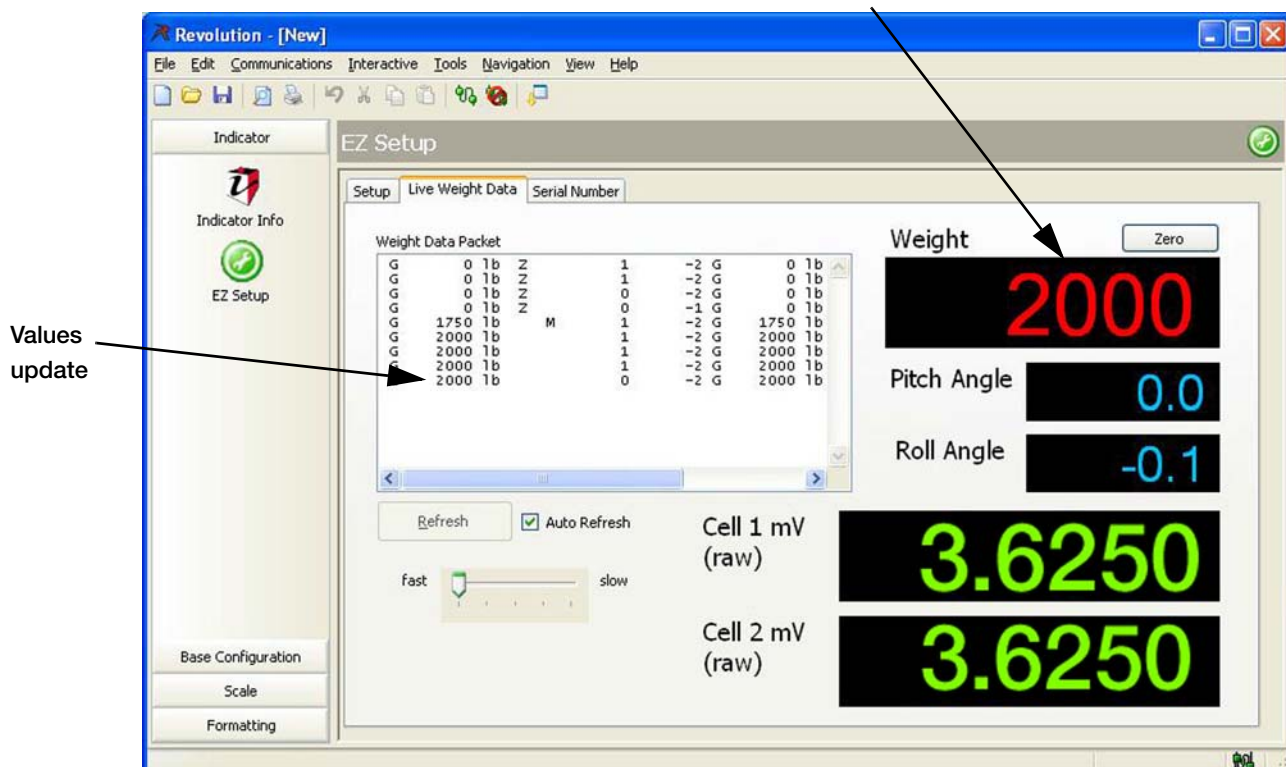 Revolution - [New]
File Edit Communications Interactive Tools Navigation View Help
Indicator
Indicator Info
EZ Setup
Base Configuration
Scale
Formatting
EZ Setup
Setup Live Weight Data Serial Number
Weight Data Packet
G 0 lb Z 1 -2 G 0 lb
G 0 lb Z 1 -2 G 0 lb
G 0 lb Z 0 -2 G 0 lb
G 0 lb Z 0 -1 G 0 lb
G 1750 lb M 1 -2 G 1750 lb
G 2000 lb 1 -2 G 2000 lb
G 2000 lb 1 -2 G 2000 lb
G 2000 lb 1 -2 G 2000 lb
2000 lb 0 -2 G 2000 lb
Refresh Auto Refresh
fast slow
Weight Zero
2000
Pitch Angle 0.0
Roll Angle -0.1
Cell 1 mV
(raw)
3.6250
Cell 2 mV
(raw)
3.6250
Values
update